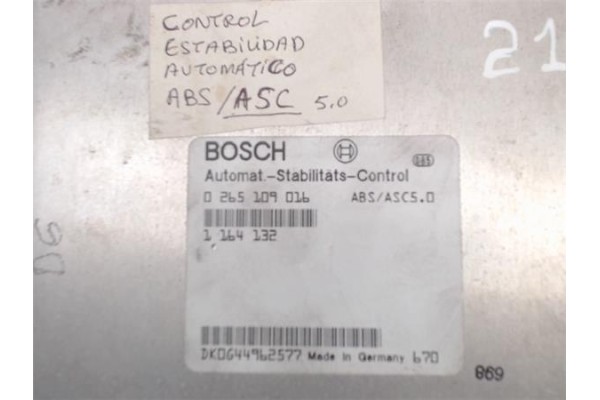 CONTROL
ESTABILIDAD
AUTOMÁTICO
ABS/ASC 5.0
21
BOSCH
Automat.-Stabilitäts-Control
0 265 109 016 ABS/ASC5.0
1 164 132
DK0644962577 Made in Germany 670
869